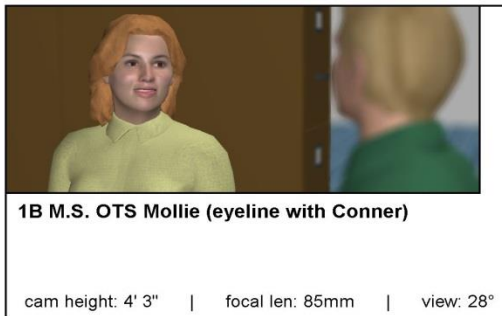 1B M.S. OTS Mollie (eyeline with Conner)
cam height: 4' 3" | focal len: 85mm | view: 28°